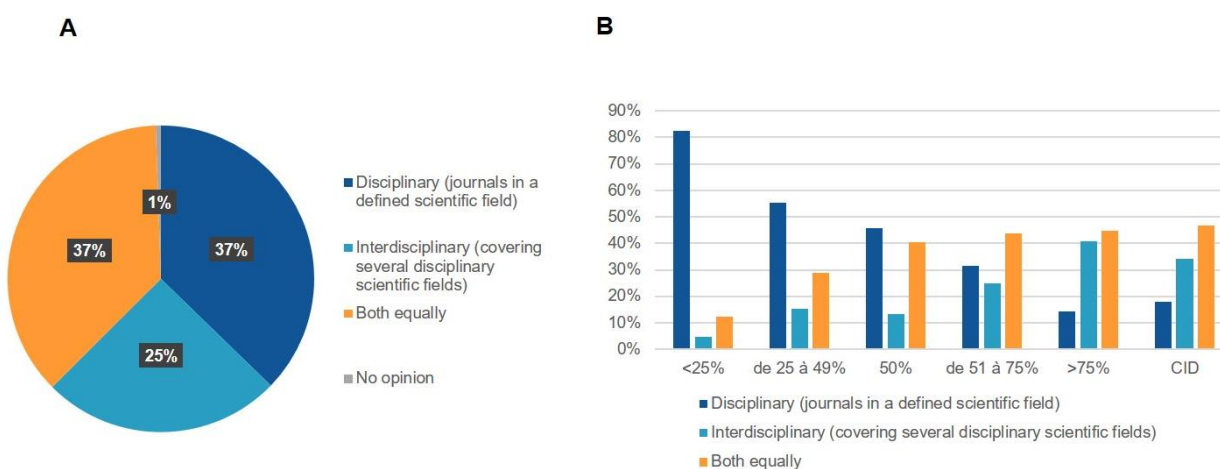 A
1%
37%
37%
25%
Disciplinary (journals in a
defined scientific field)
Interdisciplinary (covering
several disciplinary
scientific fields)
Both equally
No opinion
B
90%
80%
70%
60%
50%
40%
30%
20%
10%
0%
<25%
de 25 à 49%
50%
de 51 à 75%
>75%
CID
Disciplinary (journals in a defined scientific field)
Interdisciplinary (covering several disciplinary scientific fields)
Both equally